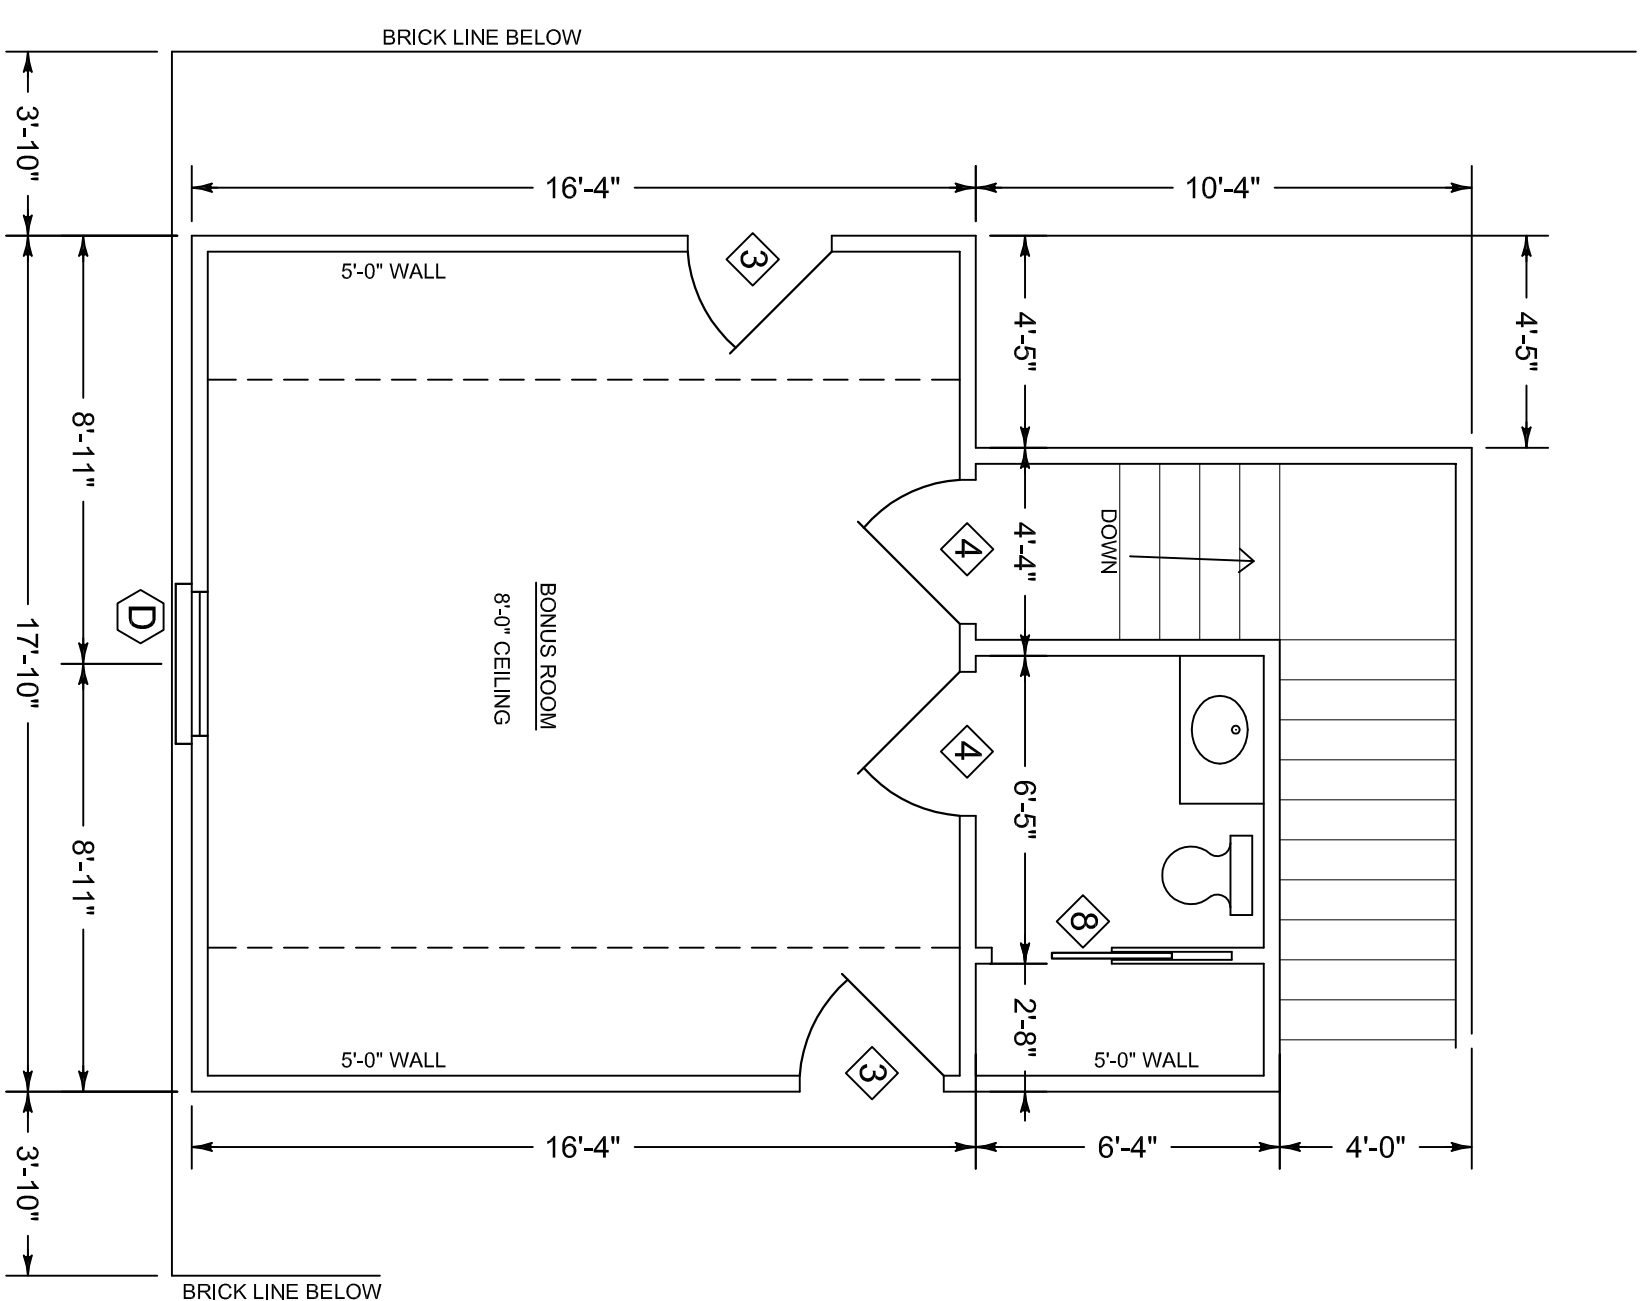 BRICK LINE BELOW
3'-10"
16'-4"
10'-4"
5'-0" WALL
3
4'-5"
4'-5"
8'-11"
17'-10"
4
4'-4"
DOWN
D
BONUS ROOM
8'-0" CEILING
4
6'-5"
8'-11"
8
2'-8"
5'-0" WALL
3
5'-0" WALL
16'-4"
6'-4"
4'-0"
3'-10"
BRICK LINE BELOW